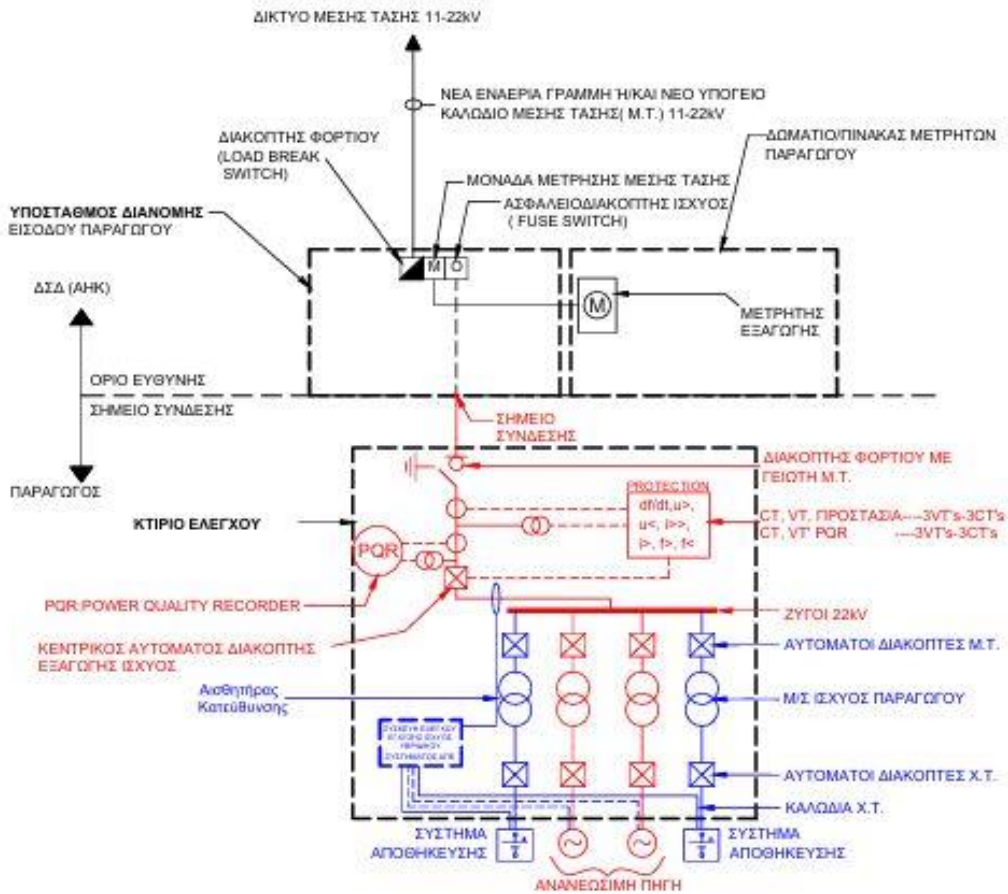 ΔΙΚΤΥΟ ΜΕΣΗΣ ΤΑΣΗΣ 11-22kV
ΝΕΑ ΕΝΑΕΡΙΑ ΓΡΑΜΜΗ Ή/ΚΑΙ ΝΕΟ ΥΠΟΓΕΙΟ
ΚΑΛΩΔΙΟ ΜΕΣΗΣ ΤΑΣΗΣ( Μ.Τ.) 11-22kV
ΔΙΑΚΟΠΤΗΣ ΦΟΡΤΙΟΥ
(LOAD BREAK
SWITCH)
ΔΩΜΑΤΙΟ/ΠΙΝΑΚΑΣ ΜΕΤΡΗΤΩΝ
ΠΑΡΑΓΩΓΟΥ
ΜΟΝΑΔΑ ΜΕΤΡΗΣΗΣ ΜΕΣΗΣ ΤΑΣΗΣ
ΑΣΦΑΛΕΙΟΔΙΑΚΟΠΤΗΣ ΙΣΧΥΟΣ
( FUSE SWITCH)
ΥΠΟΣΤΑΘΜΟΣ ΔΙΑΝΟΜΗΣ
ΕΙΣΟΔΟΥ ΠΑΡΑΓΩΓΟΥ
M O
ΔΣΔ (ΑΗΚ)
M
ΜΕΤΡΗΤΗΣ
ΕΞΑΓΩΓΗΣ
ΟΡΙΟ ΕΥΘΥΝΗΣ
ΣΗΜΕΙΟ ΣΥΝΔΕΣΗΣ
ΣΗΜΕΙΟ
ΣΥΝΔΕΣΗΣ
ΠΑΡΑΓΩΓΟΣ
ΔΙΑΚΟΠΤΗΣ ΦΟΡΤΙΟΥ ΜΕ
ΓΕΙΩΤΗ Μ.Τ.
ΚΤΙΡΙΟ ΕΛΕΓΧΟΥ
PROTECTION
df/dt,u>,
u<, i>>,
i>, f>, f<
CT, VT, ΠΡΟΣΤΑΣΙΑ----3VT's-3CT's
CT, VT' PQR ----3VT's-3CT's
PQR
PQR:POWER QUALITY RECORDER
ΖΥΓΟΙ 22kV
ΚΕΝΤΡΙΚΟΣ ΑΥΤΟΜΑΤΟΣ ΔΙΑΚΟΠΤΗΣ
ΕΞΑΓΩΓΗΣ ΙΣΧΥΟΣ
ΑΥΤΟΜΑΤΟΙ ΔΙΑΚΟΠΤΕΣ Μ.Τ.
Αισθητήρας
Κατεύθυνσης
Μ/Σ ΙΣΧΥΟΣ ΠΑΡΑΓΩΓΟΥ
ΑΥΤΟΜΑΤΟΙ ΔΙΑΚΟΠΤΕΣ Χ.Τ.
ΚΑΛΩΔΙΑ Χ.Τ.
ΣΥΣΤΗΜΑ
ΑΠΟΘΗΚΕΥΣΗΣ
ΣΥΣΤΗΜΑ
ΑΠΟΘΗΚΕΥΣΗΣ
ΑΝΑΝΕΩΣΙΜΗ ΠΗΓΗ